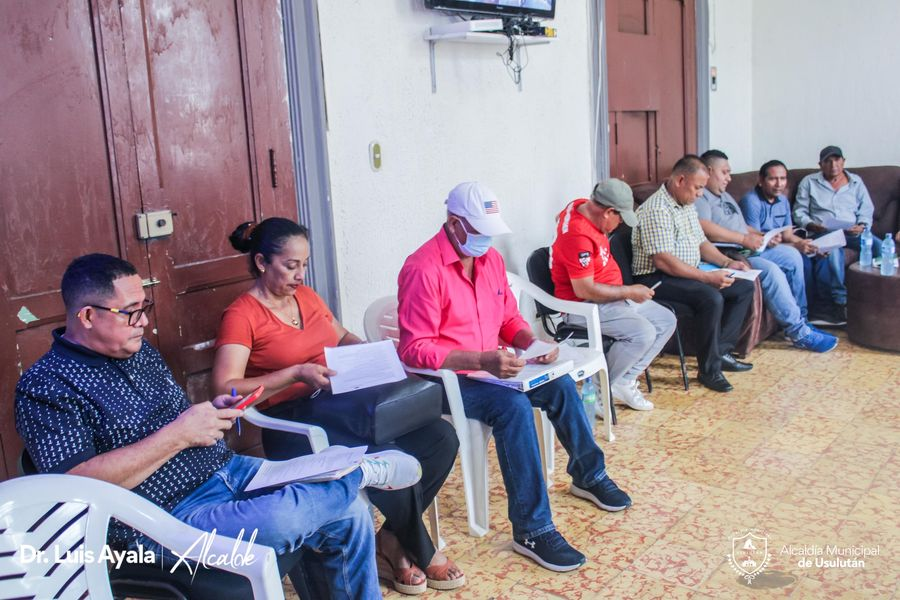 Dr. Luis Ayala Alcalde
Alcaldía Municipal
de Usulután